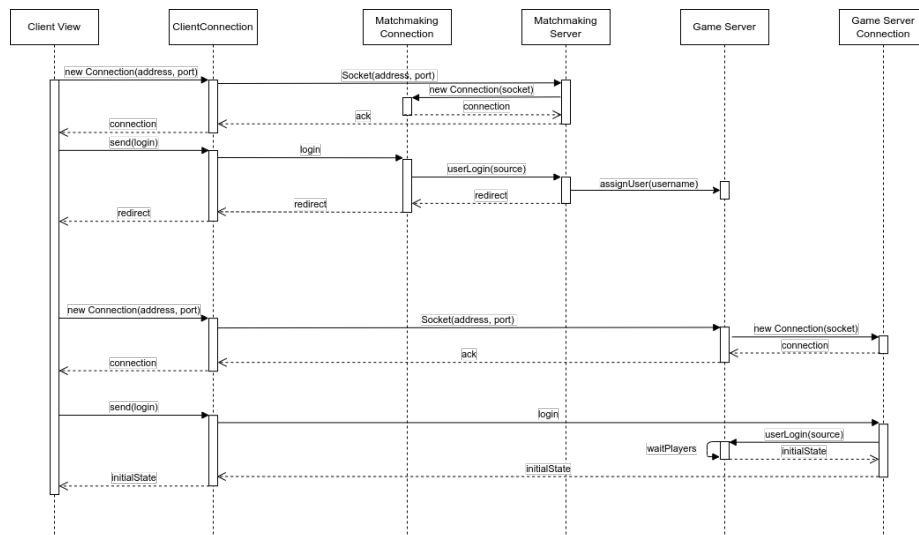 Client View
ClientConnection
Matchmaking
Connection
Matchmaking
Server
Game Server
Game Server
Connection
new Connection(address, port)
Socket(address, port)
new Connection(socket)
connection
ack
connection
send(login)
login
userLogin(source)
assignUser(username)
redirect
redirect
redirect
new Connection(address, port)
Socket(address, port)
new Connection(socket)
connection
ack
connection
send(login)
login
userLogin(source)
waitPlayers
initialState
initialState
initialState